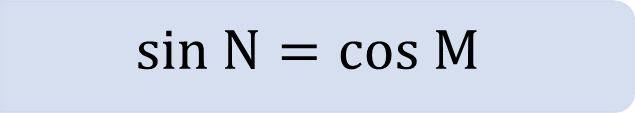 sin N = cos M